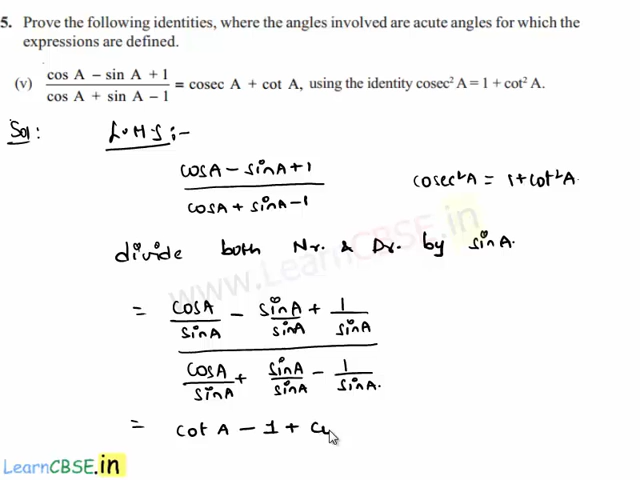 5. Prove the following identities, where the angles involved are acute angles for which the
expressions are defined.
(v) (cos A – sin A + 1)/(cos A + sin A – 1) = cosec A + cot A, using the identity cosec² A = 1 + cot² A.
Sol: L.H.S :-
(cosA – sinA + 1)/(cosA + sinA – 1) cosec²A = 1 + cot²A.
divide both Nr. & Dr. by sinA.
www.LearnCBSE.in
= (cosA/sinA – sinA/sinA + 1/sinA)/(cosA/sinA + sinA/sinA – 1/sinA.)
= cot A – 1 +
LearnCBSE.in